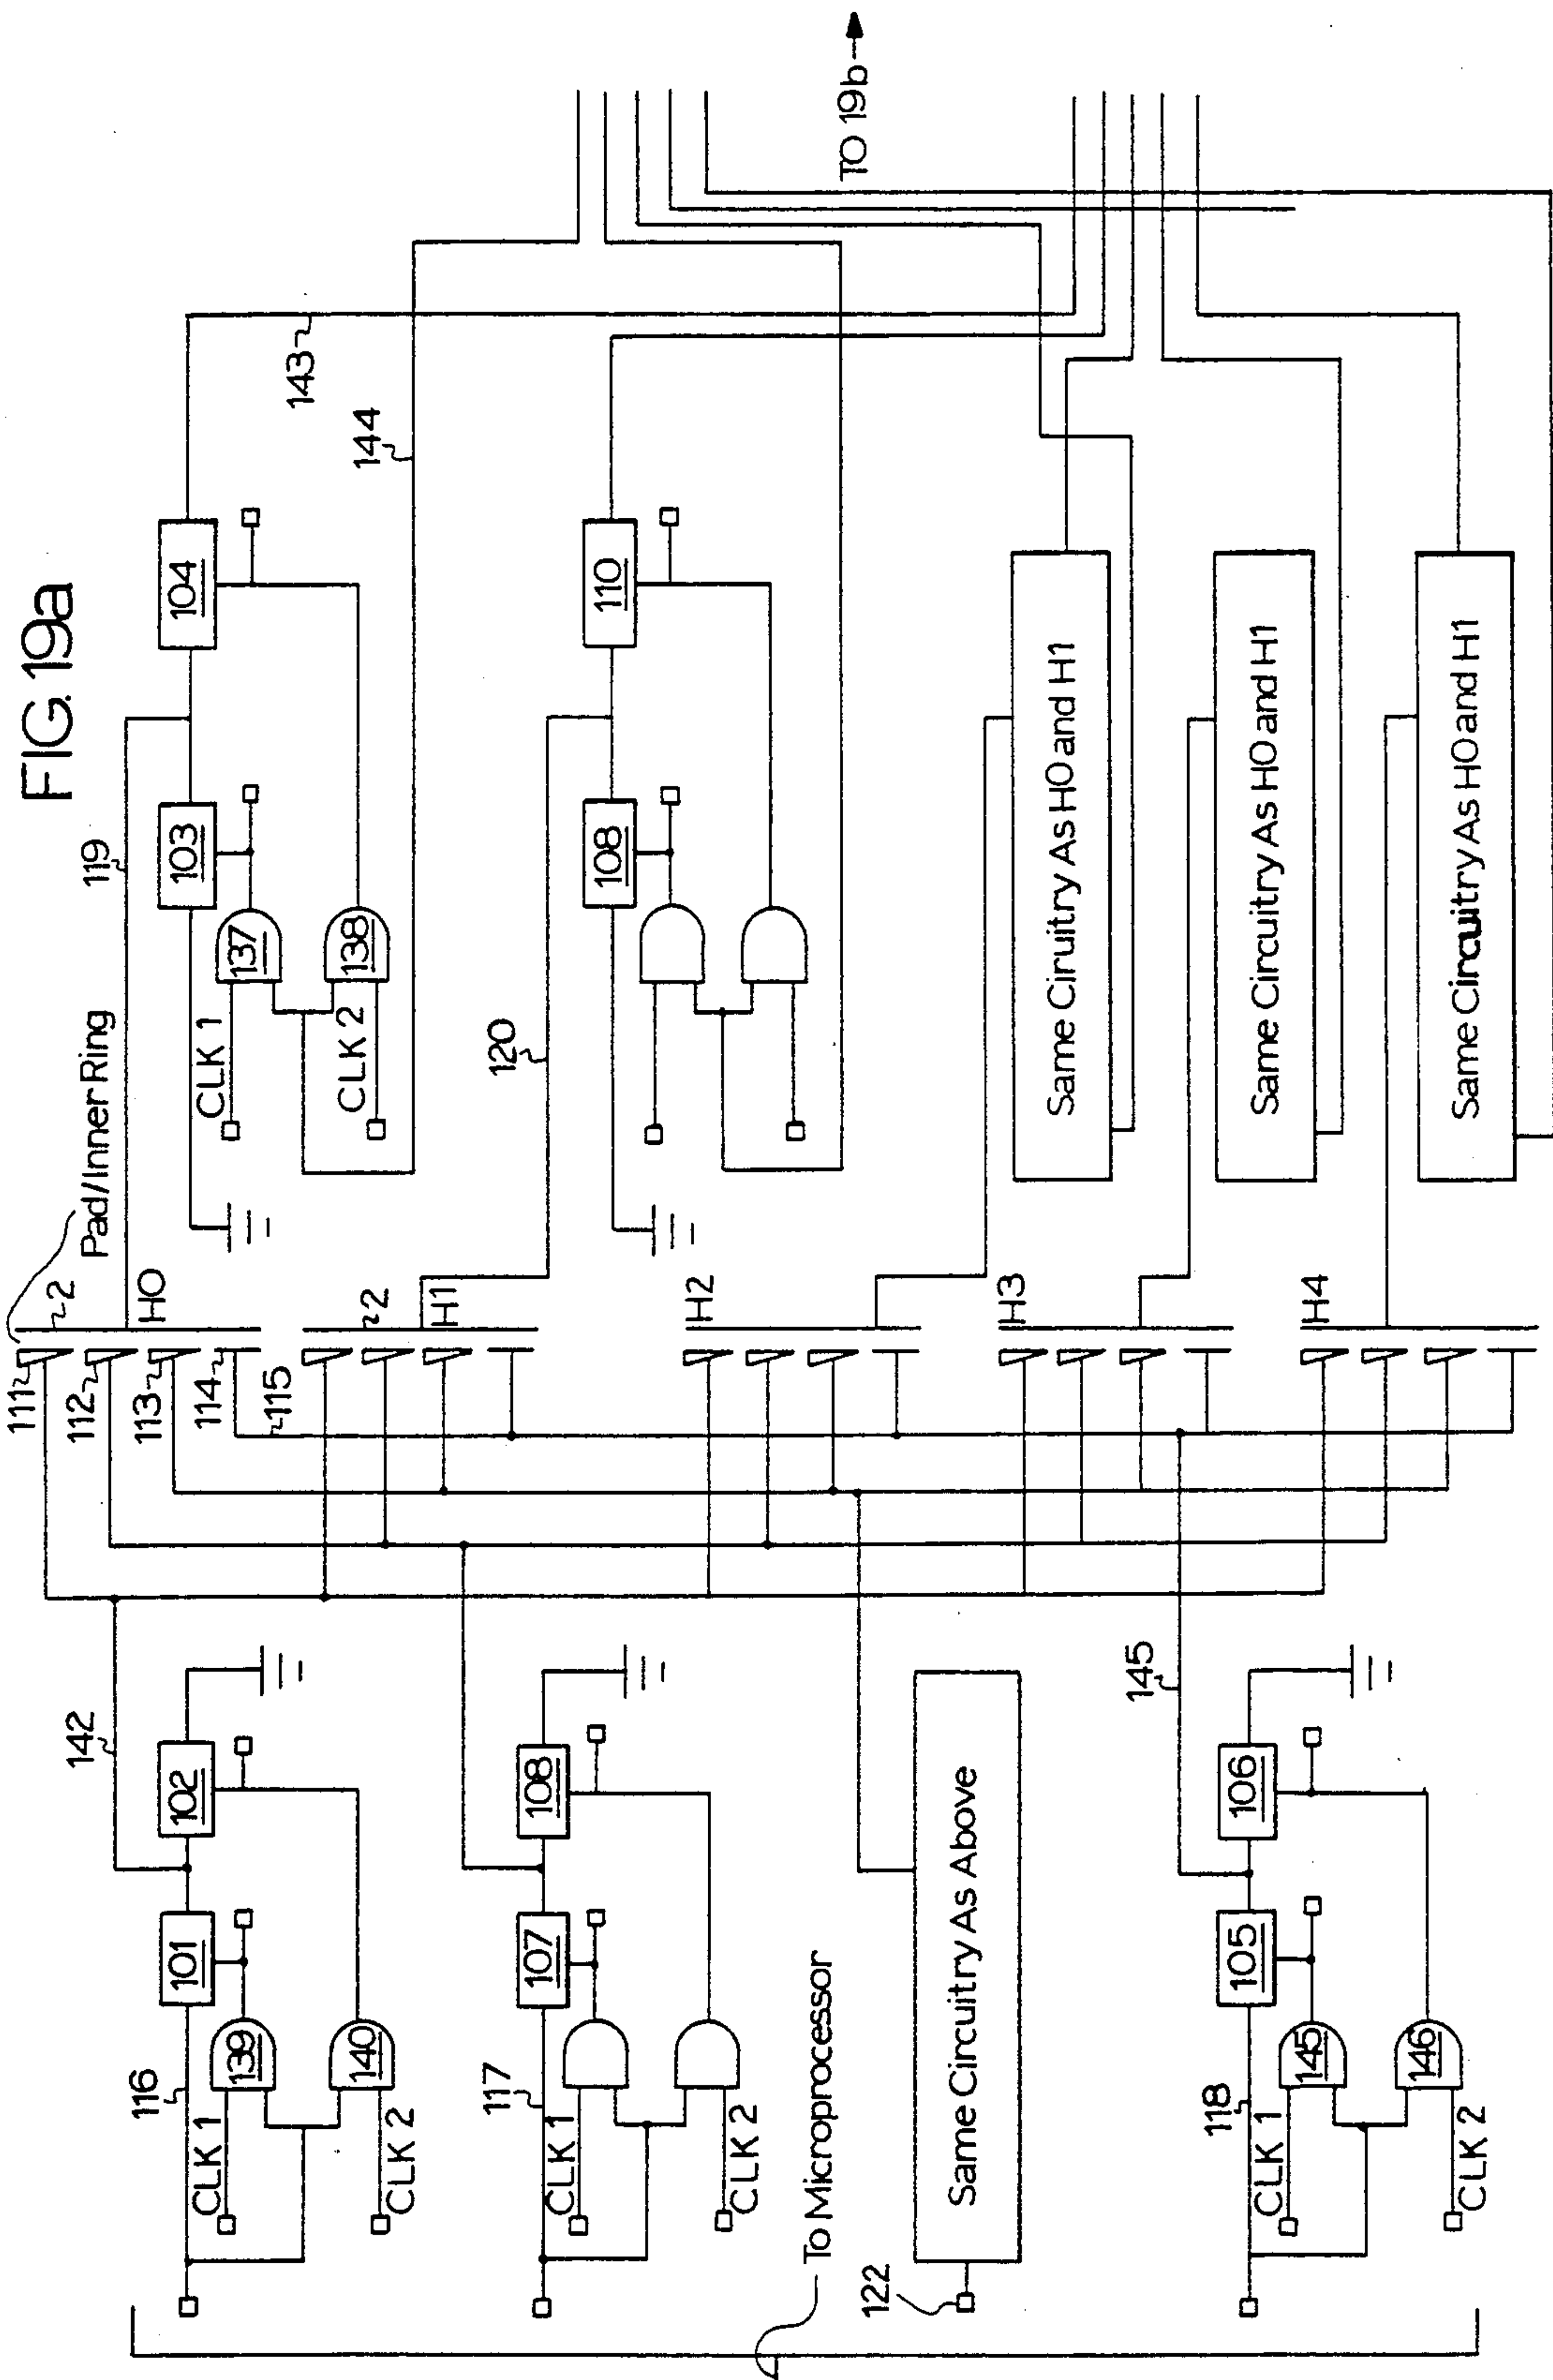 FIG. 19a
Pad/Inner Ring
TO 19b
To Microprocessor
111
112
113
114
115
2
H0
2
H1
H2
H3
H4
119
103
104
CLK 1
137
138
CLK 2
143
144
120
108
110
Same Ciruitry As H0 and H1
Same Circuitry As H0 and H1
Same Circuitry As H0 and H1
142
116
101
102
139
140
CLK 1
CLK 2
117
107
108
CLK 1
CLK 2
122
Same Circuitry As Above
145
118
105
106
145
146
CLK 1
CLK 2